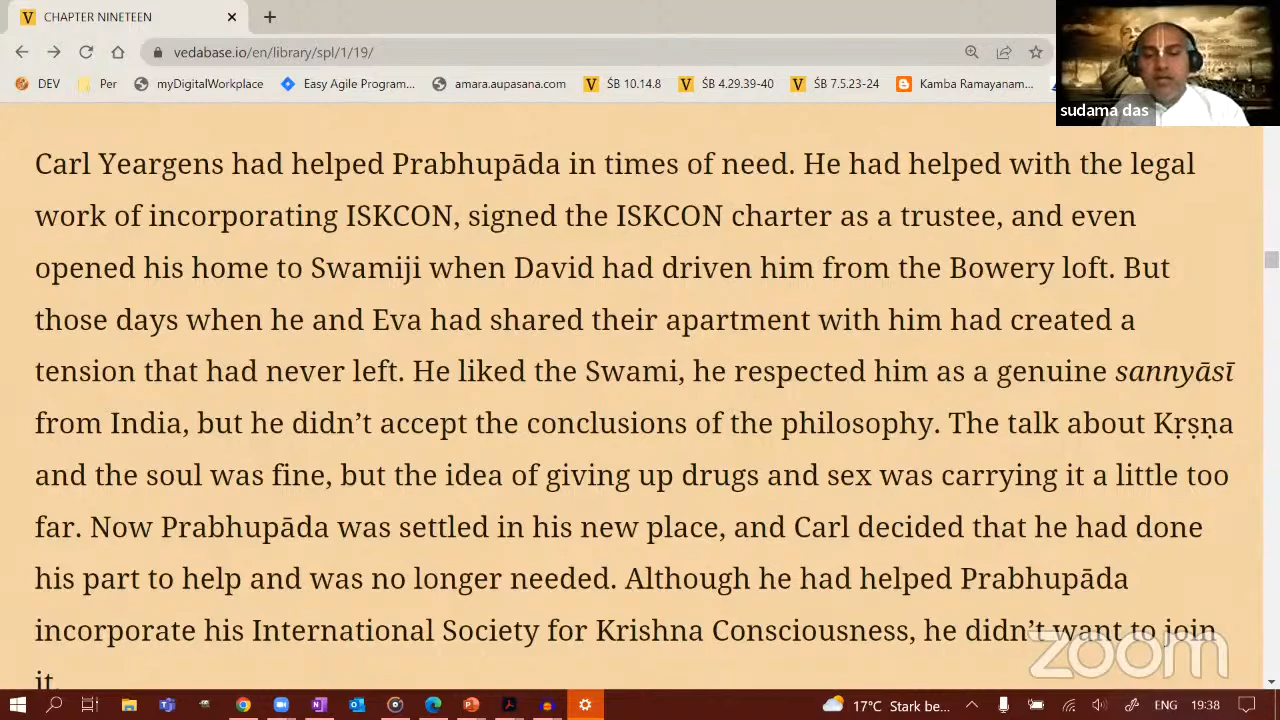 CHAPTER NINETEEN
vedabase.io/en/library/spl/1/19/
DEV Per myDigitalWorkplace Easy Agile Program... amara.aupasana.com ŚB 10.14.8 ŚB 4.29.39-40 ŚB 7.5.23-24 Kamba Ramayanam...
sudama das
Carl Yeargens had helped Prabhupāda in times of need. He had helped with the legal
work of incorporating ISKCON, signed the ISKCON charter as a trustee, and even
opened his home to Swamiji when David had driven him from the Bowery loft. But
those days when he and Eva had shared their apartment with him had created a
tension that had never left. He liked the Swami, he respected him as a genuine sannyāsī
from India, but he didn’t accept the conclusions of the philosophy. The talk about Kṛṣṇa
and the soul was fine, but the idea of giving up drugs and sex was carrying it a little too
far. Now Prabhupāda was settled in his new place, and Carl decided that he had done
his part to help and was no longer needed. Although he had helped Prabhupāda
incorporate his International Society for Krishna Consciousness, he didn’t want to join
it.
zoom
17°C Stark be... ENG 19:38